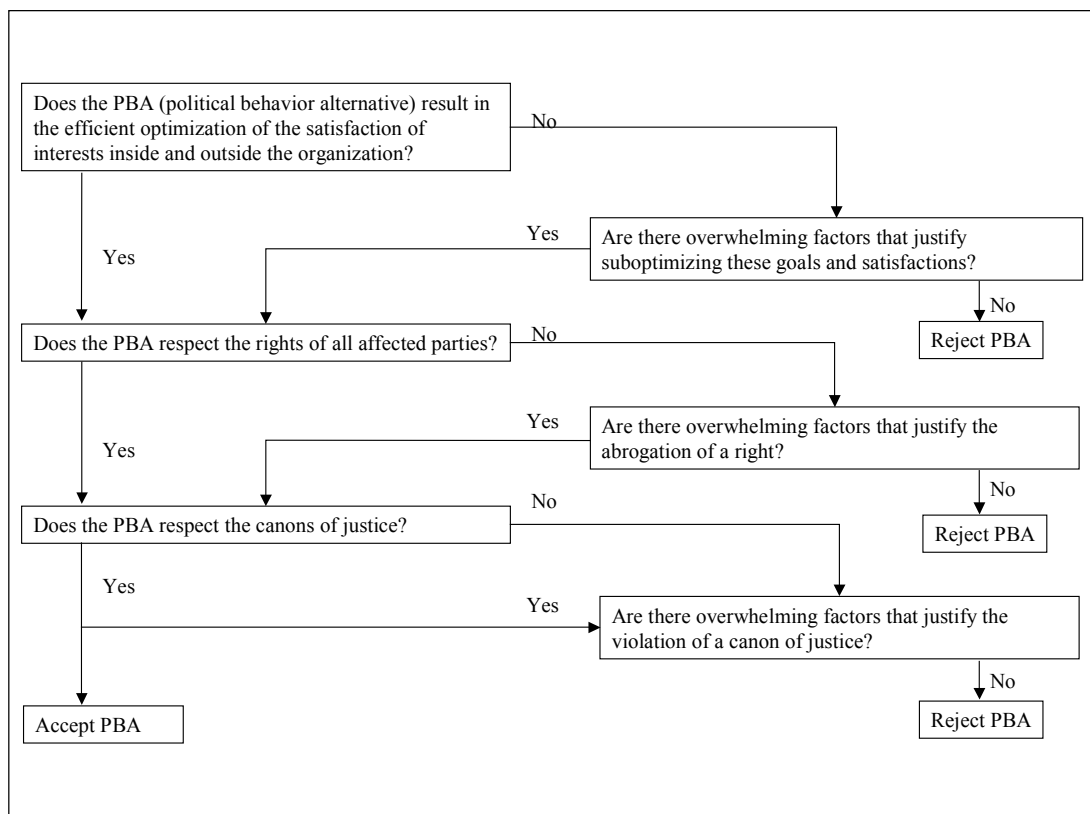 Does the PBA (political behavior alternative) result in
the efficient optimization of the satisfaction of
interests inside and outside the organization?
No
Yes
Yes
Are there overwhelming factors that justify
suboptimizing these goals and satisfactions?
No
Reject PBA
Does the PBA respect the rights of all affected parties?
No
Yes
Yes
Are there overwhelming factors that justify the
abrogation of a right?
No
Reject PBA
Does the PBA respect the canons of justice?
No
Yes
Yes
Are there overwhelming factors that justify the
violation of a canon of justice?
No
Reject PBA
Accept PBA